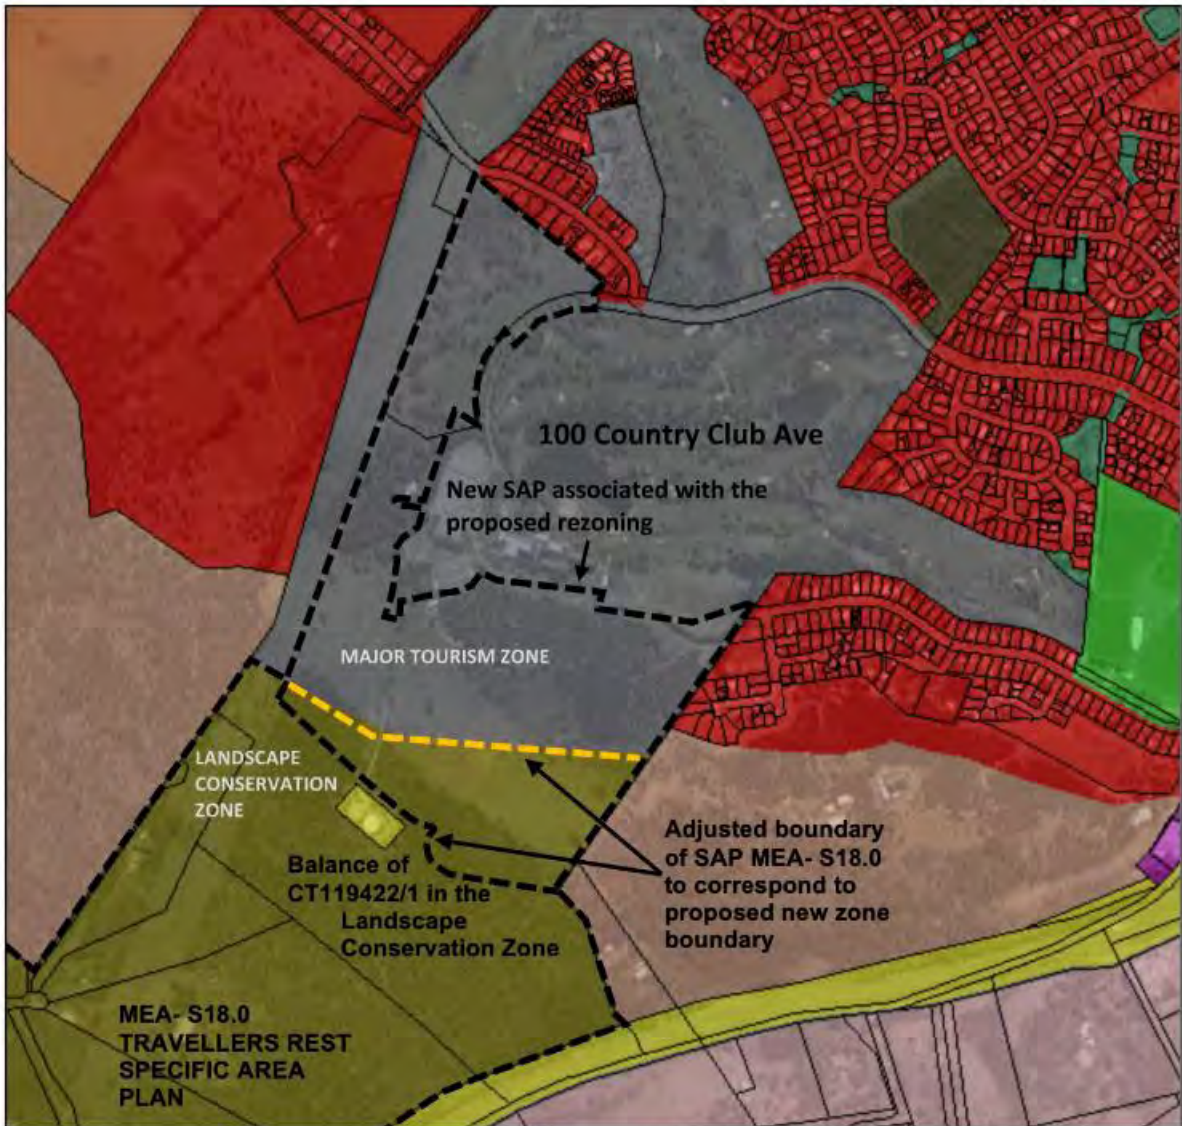 100 Country Club Ave
New SAP associated with the
proposed rezoning
MAJOR TOURISM ZONE
LANDSCAPE
CONSERVATION
ZONE
Adjusted boundary
of SAP MEA- S18.0
to correspond to
proposed new zone
boundary
Balance of
CT119422/1 in the
Landscape
Conservation Zone
MEA- S18.0
TRAVELLERS REST
SPECIFIC AREA
PLAN